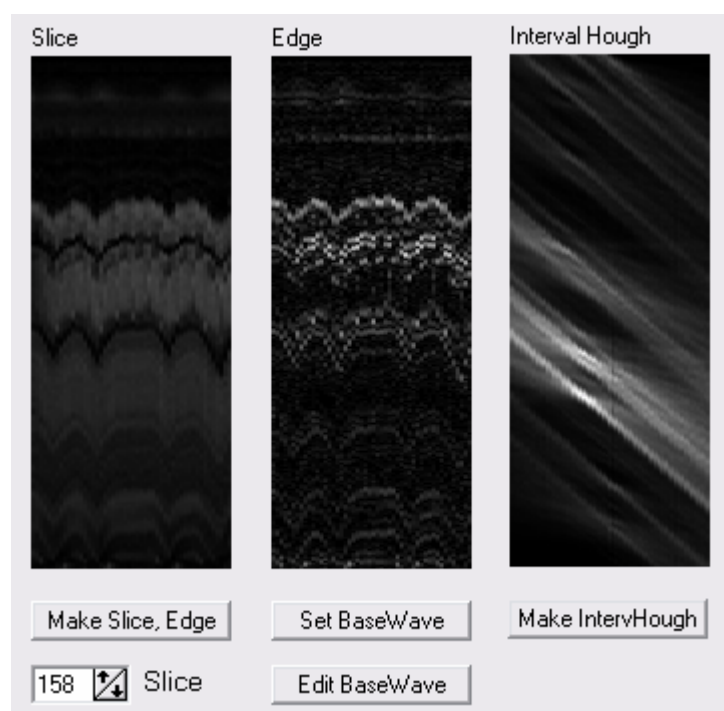 Slice
Edge
Interval Hough
Make Slice, Edge
Set BaseWave
Make IntervHough
158
Slice
Edit BaseWave